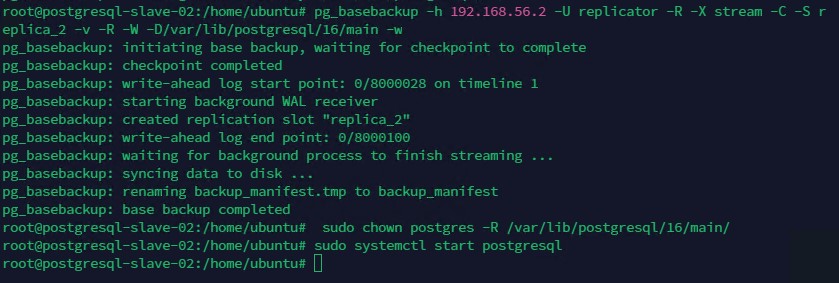 root@postgresql-slave-02:/home/ubuntu# pg_basebackup -h 192.168.56.2 -U replicator -R -X stream -C -S r
eplica_2 -v -R -W -D/var/lib/postgresql/16/main -w
pg_basebackup: initiating base backup, waiting for checkpoint to complete
pg_basebackup: checkpoint completed
pg_basebackup: write-ahead log start point: 0/8000028 on timeline 1
pg_basebackup: starting background WAL receiver
pg_basebackup: created replication slot "replica_2"
pg_basebackup: write-ahead log end point: 0/8000100
pg_basebackup: waiting for background process to finish streaming ...
pg_basebackup: syncing data to disk ...
pg_basebackup: renaming backup_manifest.tmp to backup_manifest
pg_basebackup: base backup completed
root@postgresql-slave-02:/home/ubuntu#  sudo chown postgres -R /var/lib/postgresql/16/main/
root@postgresql-slave-02:/home/ubuntu# sudo systemctl start postgresql
root@postgresql-slave-02:/home/ubuntu#